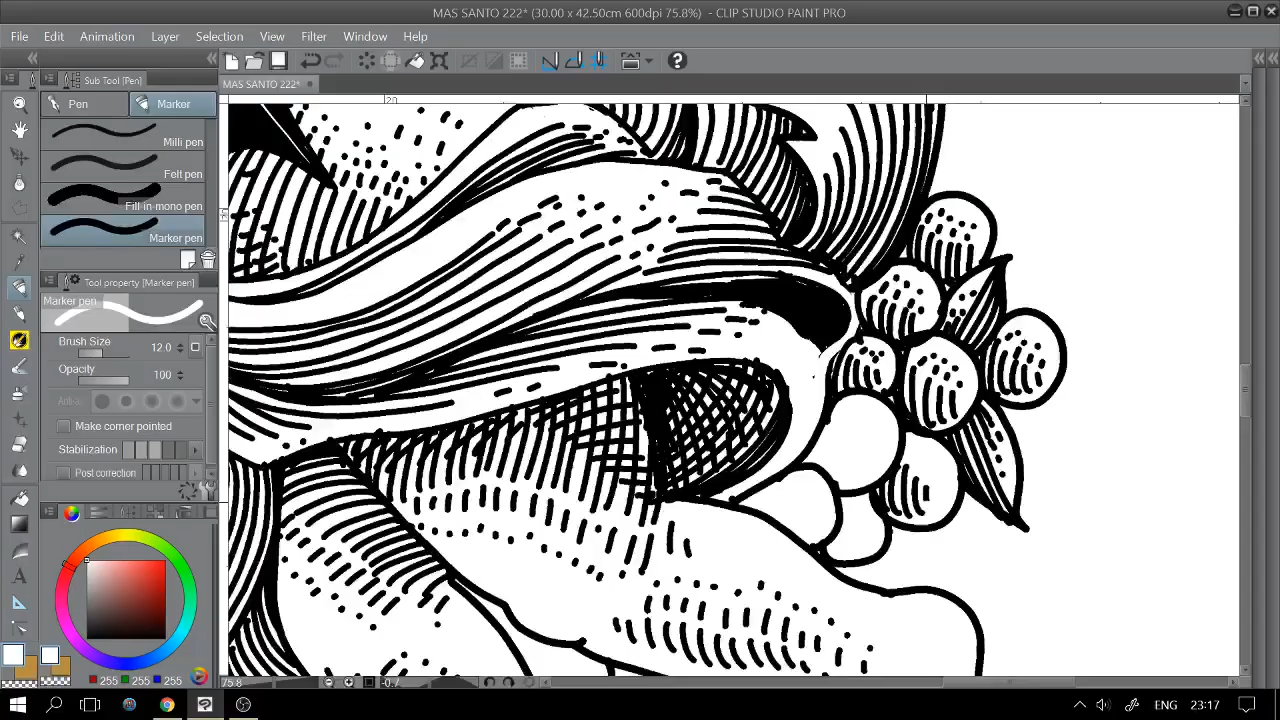 MAS SANTO 222* (30.00 x 42.50cm 600dpi 75.8%) - CLIP STUDIO PAINT PRO
File Edit Animation Layer Selection View Filter Window Help
Sub Tool [Pen]
MAS SANTO 222*
Pen Marker
20
Milli pen
Felt pen
Fill in mono pen
Marker pen
Tool property [Marker pen]
Marker pen
Brush Size 12.0
Opacity 100
Make corner pointed
Stabilization
Post correction
255 255 255
75.8 -0.7
ENG 23:17